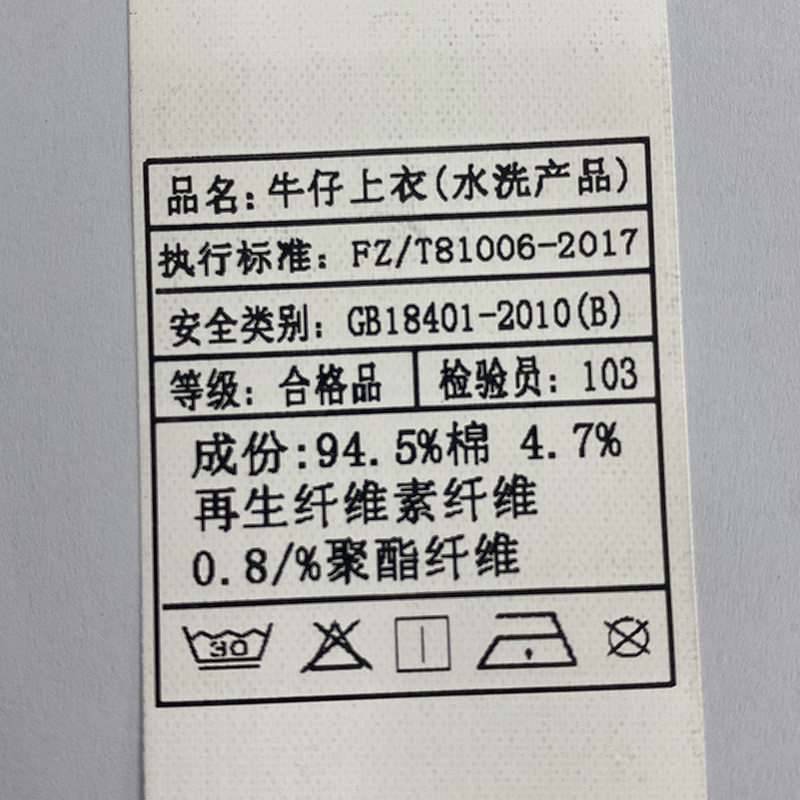 品名:牛仔上衣(水洗产品)
执行标准: FZ/T81006-2017
安全类别: GB18401-2010(B)
等级: 合格品 检验员: 103
成份:94.5%棉 4.7%
再生纤维素纤维
0.8/%聚酯纤维
30